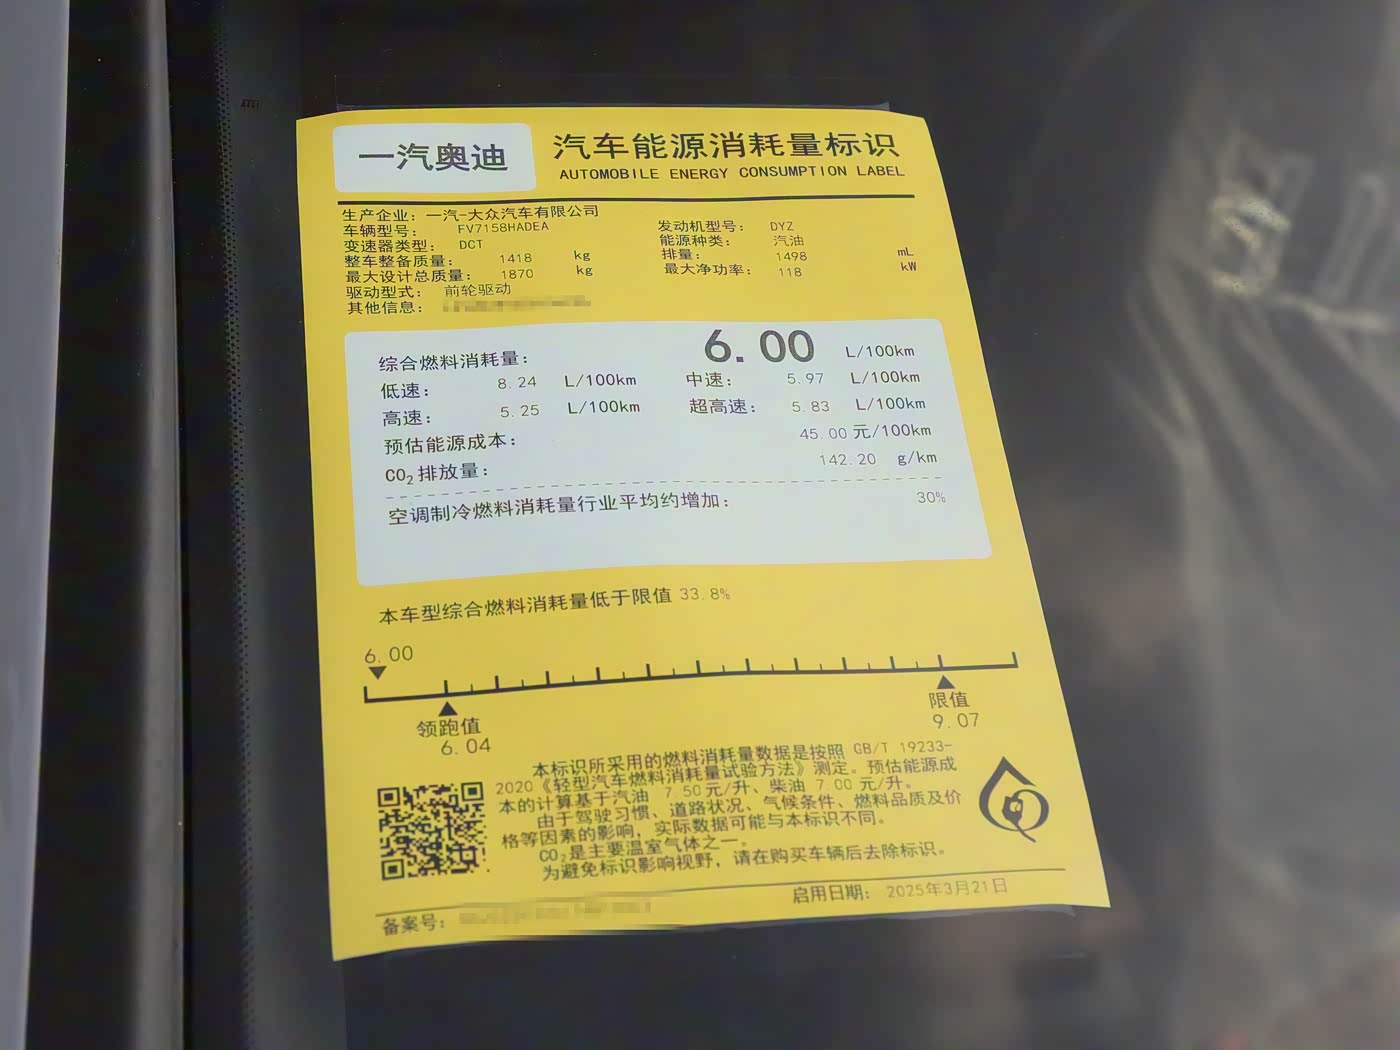 一汽奥迪
汽车能源消耗量标识
AUTOMOBILE ENERGY CONSUMPTION LABEL
生产企业：一汽-大众汽车有限公司
车辆型号： FV7158HADEA
发动机型号： DYZ
变速器类型： DCT
能源种类： 汽油
整车整备质量： 1418 kg
排量： 1498 mL
最大设计总质量： 1870 kg
最大净功率： 118 kW
驱动型式： 前轮驱动
其他信息：
综合燃料消耗量： 6.00 L/100km
低速： 8.24 L/100km 中速： 5.97 L/100km
高速： 5.25 L/100km 超高速： 5.83 L/100km
预估能源成本： 45.00 元/100km
CO₂排放量： 142.20 g/km
空调制冷燃料消耗量行业平均约增加： 30%
本车型综合燃料消耗量低于限值 33.8%
6.00
领跑值
6.04
限值
9.07
本标识所采用的燃料消耗量数据是按照 GB/T 19233-
2020《轻型汽车燃料消耗量试验方法》测定。预估能源成
本的计算基于汽油 7.50元/升、柴油 7.00 元/升。
由于驾驶习惯、道路状况、气候条件、燃料品质及价
格等因素的影响，实际数据可能与本标识不同。
CO₂是主要温室气体之一。
为避免标识影响视野，请在购买车辆后去除标识。
备案号：
启用日期： 2025年3月21日